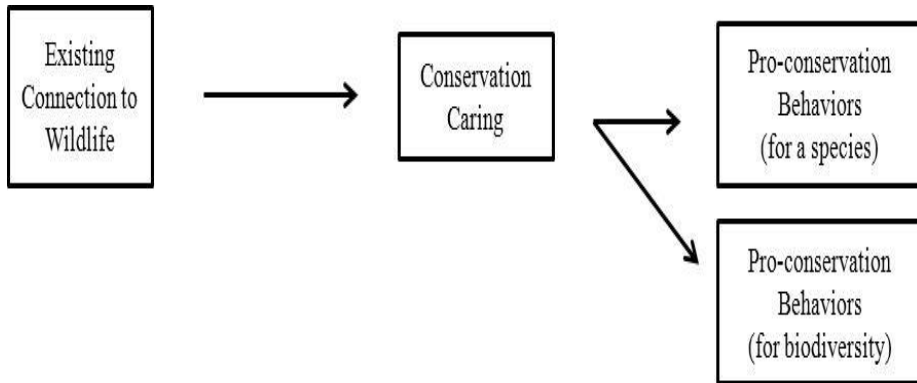 Existing
Connection to
Wildlife
Conservation
Caring
Pro-conservation
Behaviors
(for a species)
Pro-conservation
Behaviors
(for biodiversity)